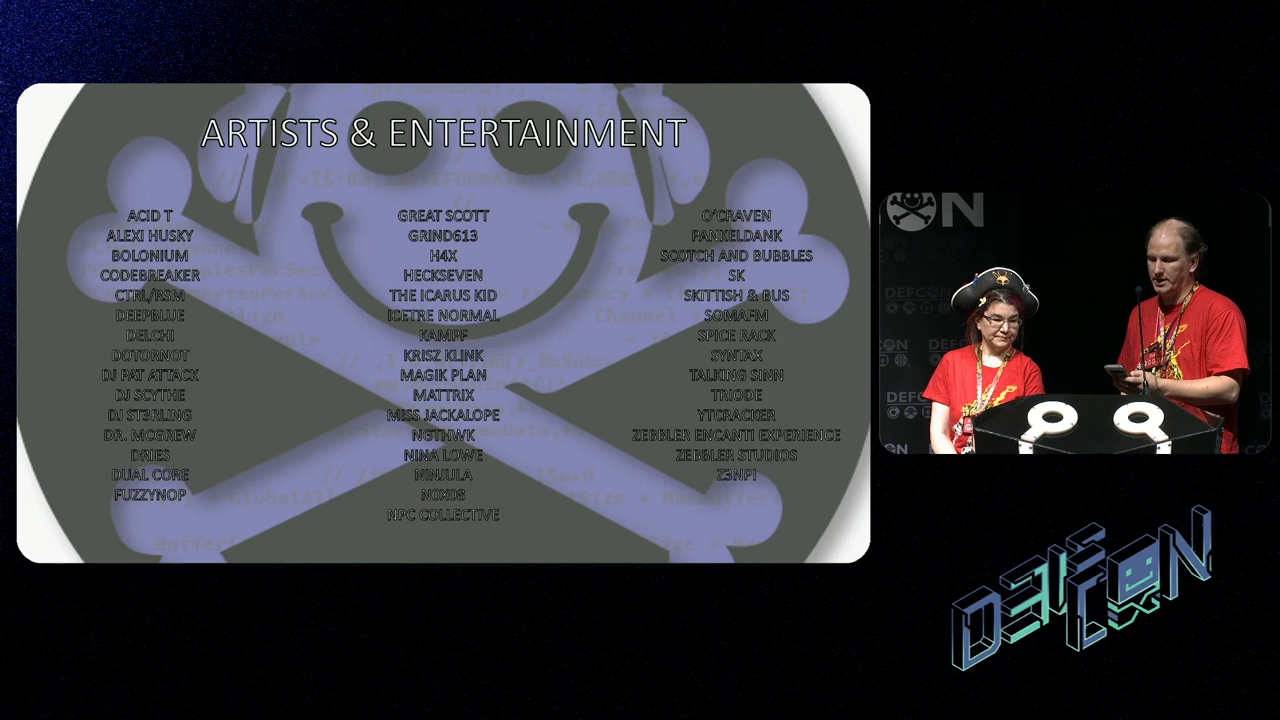 ARTISTS & ENTERTAINMENT
ACID T
ALEXI HUSKY
BOLONIUM
CODEBREAKER
CTRL/RSM
DEEPBLUE
DELCHI
DOTORNOT
DJ PAT ATTACK
DJ SCYTHE
DJ ST3RLING
DR. MCGREW
DRIES
DUAL CORE
FUZZYNOP
GREAT SCOTT
GRIND613
H4X
HECKSEVEN
THE ICARUS KID
ICETRE NORMAL
KAMPF
KRISZ KLINK
MAGIK PLAN
MATTRIX
MISS JACKALOPE
NGTHWK
NINA LOWE
NINJULA
N0X08
NPC COLLECTIVE
O'CRAVEN
PANKELDANK
SCOTCH AND BUBBLES
SK
SKITTISH & BUS
SOMAFM
SPICE RACK
SYNTAX
TALKING SINN
TRIODE
YTCRACKER
ZEBBLER ENCANTI EXPERIENCE
ZEBBLER STUDIOS
Z3NPI
N
DEFCON
DEF CON